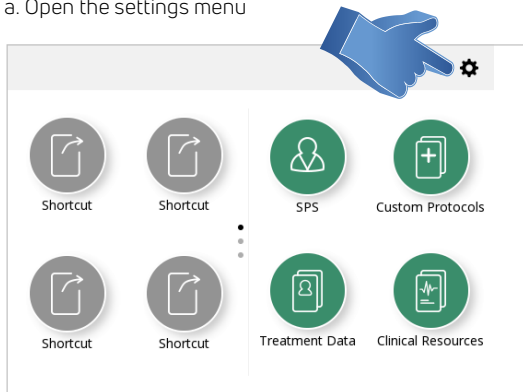 a. Open the settings menu
Shortcut Shortcut SPS Custom Protocols
Shortcut Shortcut Treatment Data Clinical Resources